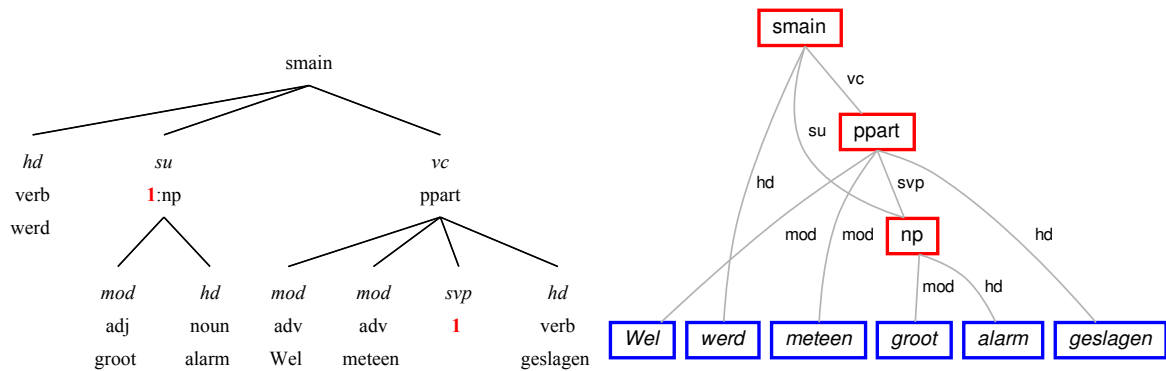 smain
hd su vc
verb 1:np ppart
werd
mod hd mod mod svp hd
adj noun adv adv 1 verb
groot alarm Wel meteen geslagen
smain
vc
ppart
su
hd svp
mod mod np hd
mod hd
Wel werd meteen groot alarm geslagen